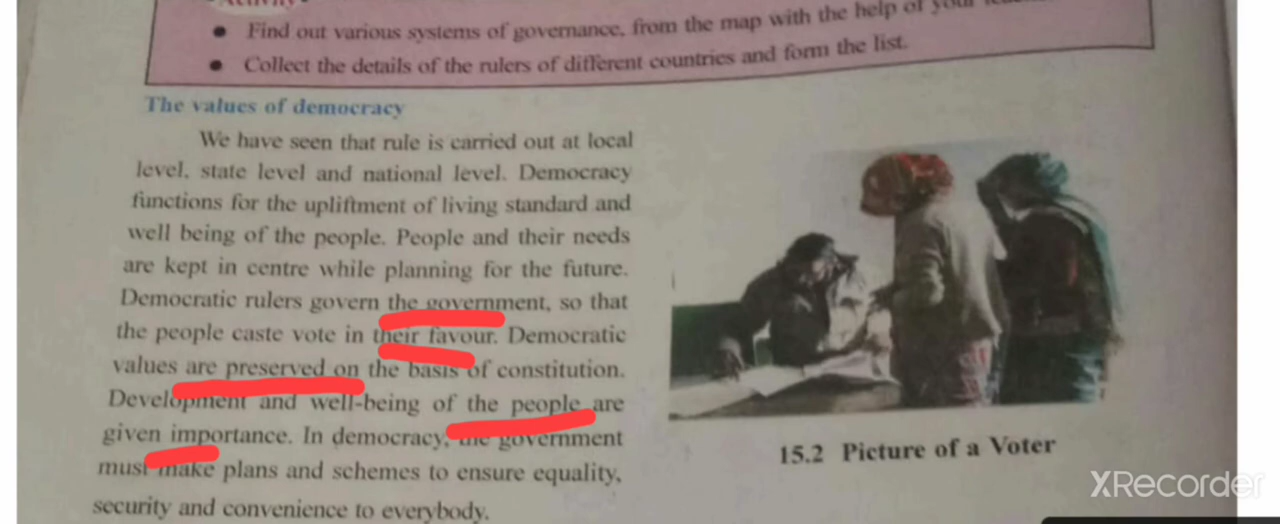 Activity
• Find out various systems of governance, from the map with the help of your
• Collect the details of the rulers of different countries and form the list.
The values of democracy
We have seen that rule is carried out at local
level, state level and national level. Democracy
functions for the upliftment of living standard and
well being of the people. People and their needs
are kept in centre while planning for the future.
Democratic rulers govern the government, so that
the people caste vote in their favour. Democratic
values are preserved on the basis of constitution.
Development and well-being of the people are
given importance. In democracy, the government
must make plans and schemes to ensure equality,
security and convenience to everybody.
15.2 Picture of a Voter
XRecorder